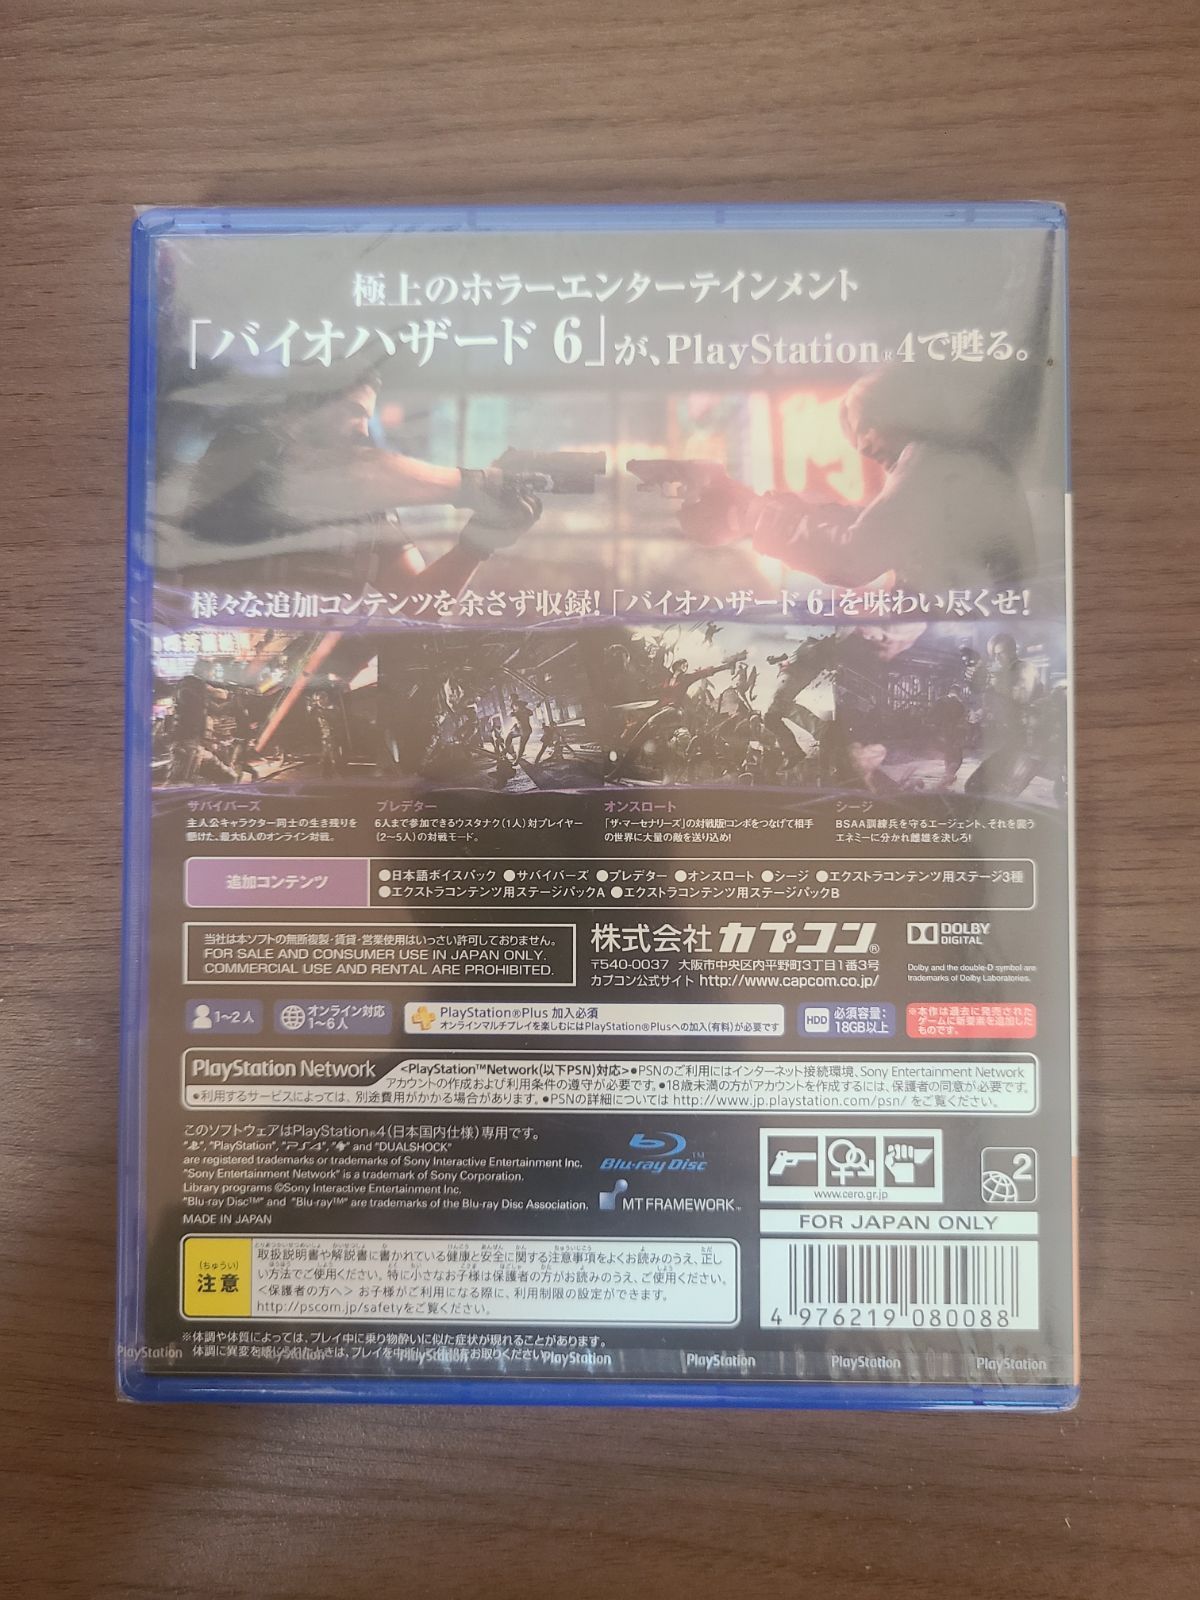 極上のホラーエンターテインメント
「バイオハザード 6」が、PlayStation®4で甦る。
様々な追加コンテンツを余さず収録!「バイオハザード 6」を味わい尽くせ!
サバイバーズ
主人公キャラクター同士の生き残りを
懸けた、最大6人のオンライン対戦。
プレデター
6人まで参加できるウスタナク(1人)対プレイヤー
(2~5人)の対戦モード。
オンスロート
「ザ・マーセナリーズ」の対戦版!コンボをつなげて相手
の世界に大量の敵を送り込め!
シージ
BSAA訓練兵を守るエージェント、それを襲う
エネミーに分かれ雌雄を決しろ!
追加コンテンツ
●日本語ボイスパック ●サバイバーズ ●プレデター ●オンスロート ●シージ ●エクストラコンテンツ用ステージ3種
●エクストラコンテンツ用ステージパックA ●エクストラコンテンツ用ステージパックB
当社は本ソフトの無断複製・賃貸・営業使用はいっさい許可しておりません。
FOR SALE AND CONSUMER USE IN JAPAN ONLY.
COMMERCIAL USE AND RENTAL ARE PROHIBITED.
株式会社カプコン®
〒540-0037 大阪市中央区内平野町3丁目1番3号
カプコン公式サイト http://www.capcom.co.jp/
DOLBY
DIGITAL
Dolby and the double-D symbol are
trademarks of Dolby Laboratories.
1~2人
オンライン対応
1~6人
PlayStation®Plus 加入必須
オンラインマルチプレイを楽しむにはPlayStation®Plusへの加入(有料)が必要です
HDD
必須容量:
18GB以上
※本作は過去に発売された
ゲームに新要素を追加した
ものです。
PlayStation Network <PlayStation™Network(以下PSN)対応>●PSNのご利用にはインターネット接続環境、Sony Entertainment Network
アカウントの作成および利用条件の遵守が必要です。●18歳未満の方がアカウントを作成するには、保護者の同意が必要です。
●利用するサービスによっては、別途費用がかかる場合があります。●PSNの詳細については http://www.jp.playstation.com/psn/ をご覧ください。
このソフトウェアはPlayStation®4(日本国内仕様)専用です。
"PlayStation", "PS4", and "DUALSHOCK"
are registered trademarks or trademarks of Sony Interactive Entertainment Inc.
"Sony Entertainment Network" is a trademark of Sony Corporation.
Library programs ©Sony Interactive Entertainment Inc.
"Blu-ray Disc™" and "Blu-ray™" are trademarks of the Blu-ray Disc Association.
MADE IN JAPAN
Blu-ray Disc™
MT FRAMEWORK™
www.cero.gr.jp
2
FOR JAPAN ONLY
(ちゅうい)
注意
取扱説明書や解説書に書かれている健康と安全に関する注意事項をよくお読みのうえ、正し
い方法でご使用ください。特に小さなお子様は保護者の方がお読みのうえ、ご使用ください。
<保護者の方へ> お子様がご利用になる際に、利用制限の設定ができます。
http://pscom.jp/safetyをご覧ください。
4 976219 080088
※体調や体質によっては、プレイ中に乗り物酔いに似た症状が現れることがあります。
体調に異変を感じられたときは、プレイを中断して休憩をお取りください。
PlayStation PlayStation PlayStation PlayStation PlayStation PlayStation PlayStation